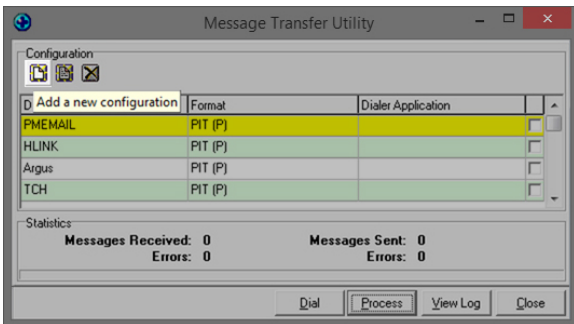 Message Transfer Utility
Configuration
Add a new configuration
D
Format
Dialer Application
PMEMAIL PIT (P)
HLINK PIT (P)
Argus PIT (P)
TCH PIT (P)
Statistics
Messages Received: 0 Messages Sent: 0
Errors: 0 Errors: 0
Dial Process View Log Close